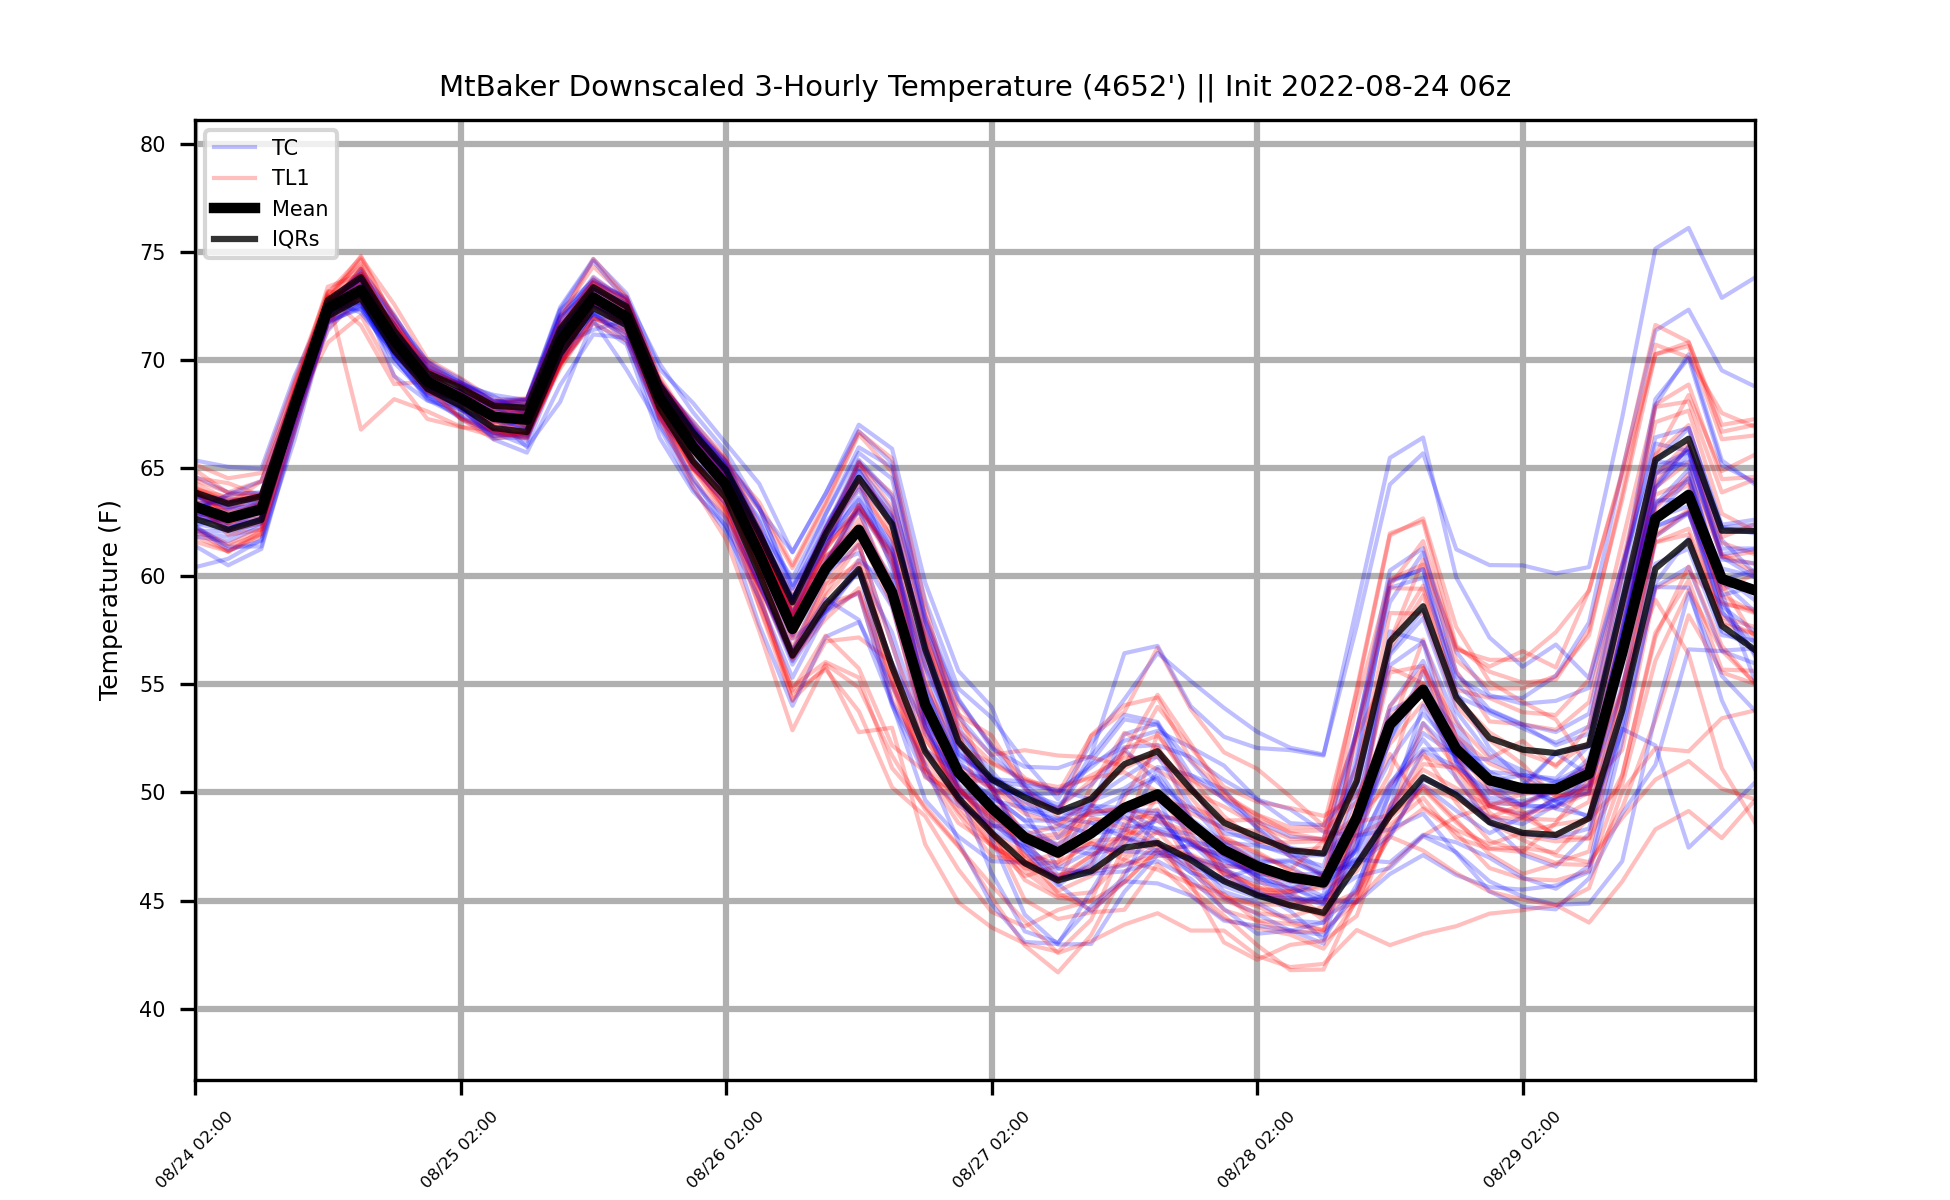 MtBaker Downscaled 3-Hourly Temperature (4652') || Init 2022-08-24 06z
TC
TL1
Mean
IQRs
Temperature (F)
80
75
70
65
60
55
50
45
40
08/24 02:00
08/25 02:00
08/26 02:00
08/27 02:00
08/28 02:00
08/29 02:00